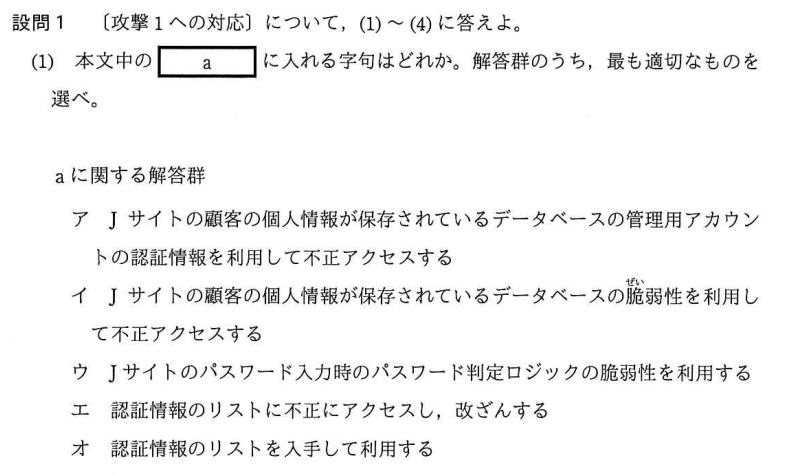 設問1 〔攻撃1への対応〕について，(1)～(4)に答えよ。
(1) 本文中の a に入れる字句はどれか。解答群のうち，最も適切なものを
選べ。
aに関する解答群
ア J サイトの顧客の個人情報が保存されているデータベースの管理用アカウン
トの認証情報を利用して不正アクセスする
ぜい
イ J サイトの顧客の個人情報が保存されているデータベースの脆弱性を利用し
て不正アクセスする
ウ Jサイトのパスワード入力時のパスワード判定ロジックの脆弱性を利用する
エ 認証情報のリストに不正にアクセスし，改ざんする
オ 認証情報のリストを入手して利用する